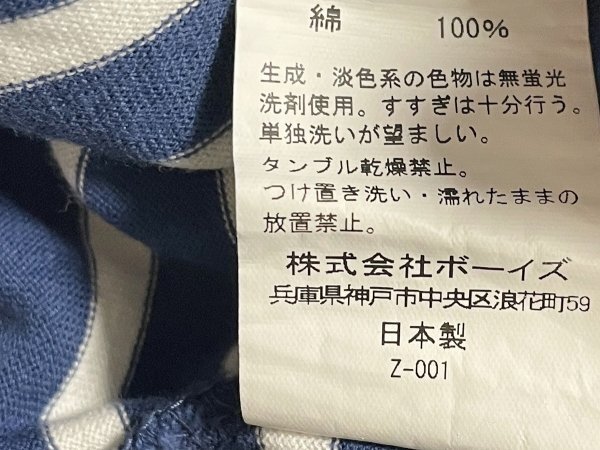 綿 100%
生成・淡色系の色物は無蛍光
洗剤使用。すすぎは十分行う。
単独洗いが望ましい。
タンブル乾燥禁止。
つけ置き洗い・濡れたままの
放置禁止。
株式会社ボーイズ
兵庫県神戸市中央区浪花町59
日本製
Z-001